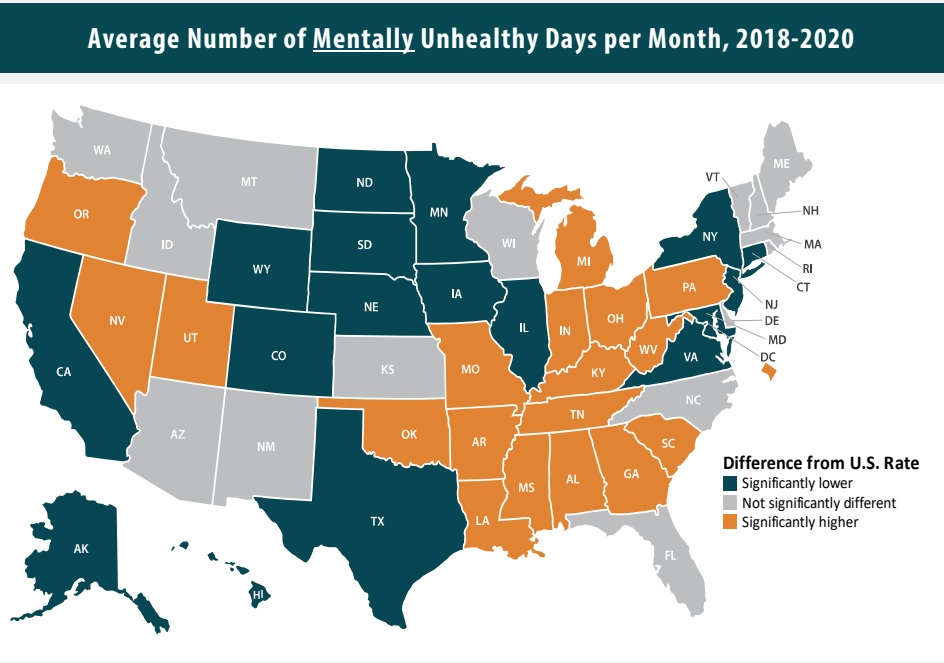 Average Number of Mentally Unhealthy Days per Month, 2018-2020
WA
MT
ND
MN
ME
VT
OR
ID
SD
WI
NY
NH
MA
WY
MI
RI
CT
NE
IA
PA
NJ
NV
UT
CO
IL
IN
OH
DE
MD
CA
KS
MO
WV
VA
DC
KY
NC
AZ
NM
OK
AR
TN
SC
MS
AL
GA
TX
LA
FL
AK
HI
Difference from U.S. Rate
Significantly lower
Not significantly different
Significantly higher